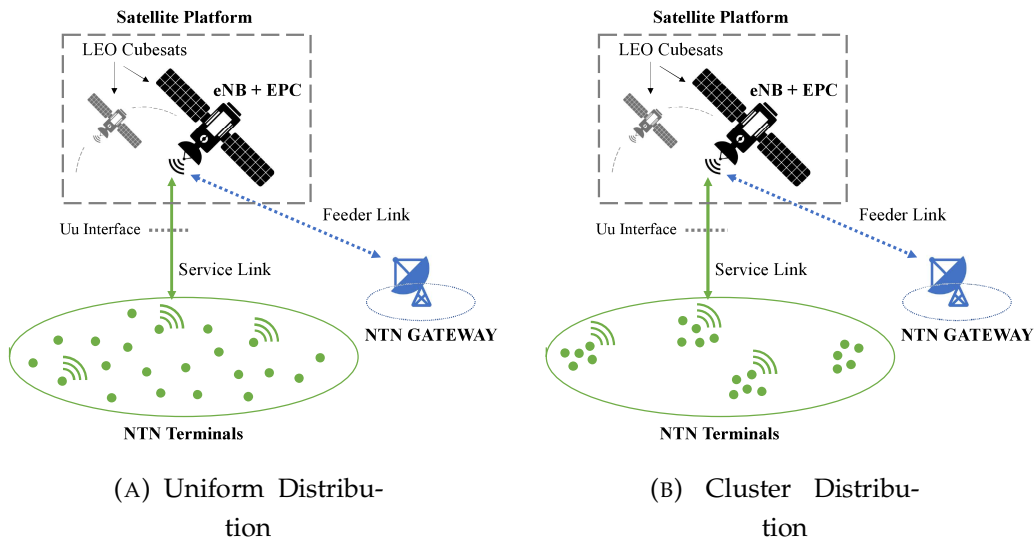 Satellite Platform
LEO Cubesats
eNB + EPC
Feeder Link
Uu Interface
Service Link
NTN GATEWAY
NTN Terminals
(A) Uniform Distribu-
tion
Satellite Platform
LEO Cubesats
eNB + EPC
Feeder Link
Uu Interface
Service Link
NTN GATEWAY
NTN Terminals
(B) Cluster Distribu-
tion